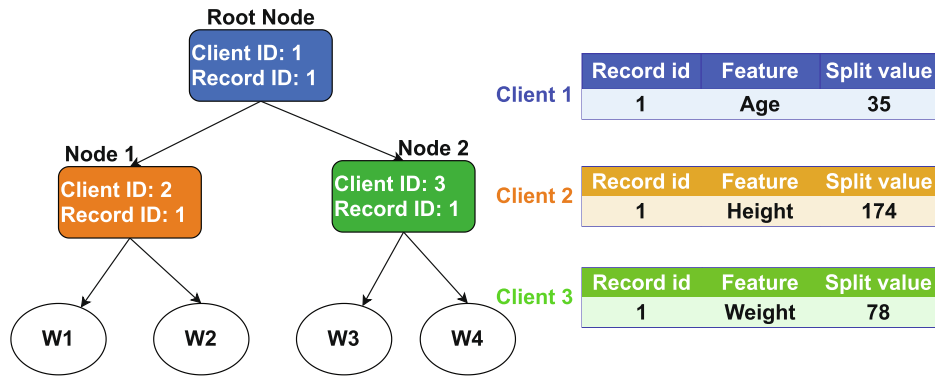 Root Node
Client ID: 1
Record ID: 1
Node 1
Client ID: 2
Record ID: 1
Node 2
Client ID: 3
Record ID: 1
W1
W2
W3
W4
Client 1
Record id Feature Split value
1 Age 35
Client 2
Record id Feature Split value
1 Height 174
Client 3
Record id Feature Split value
1 Weight 78